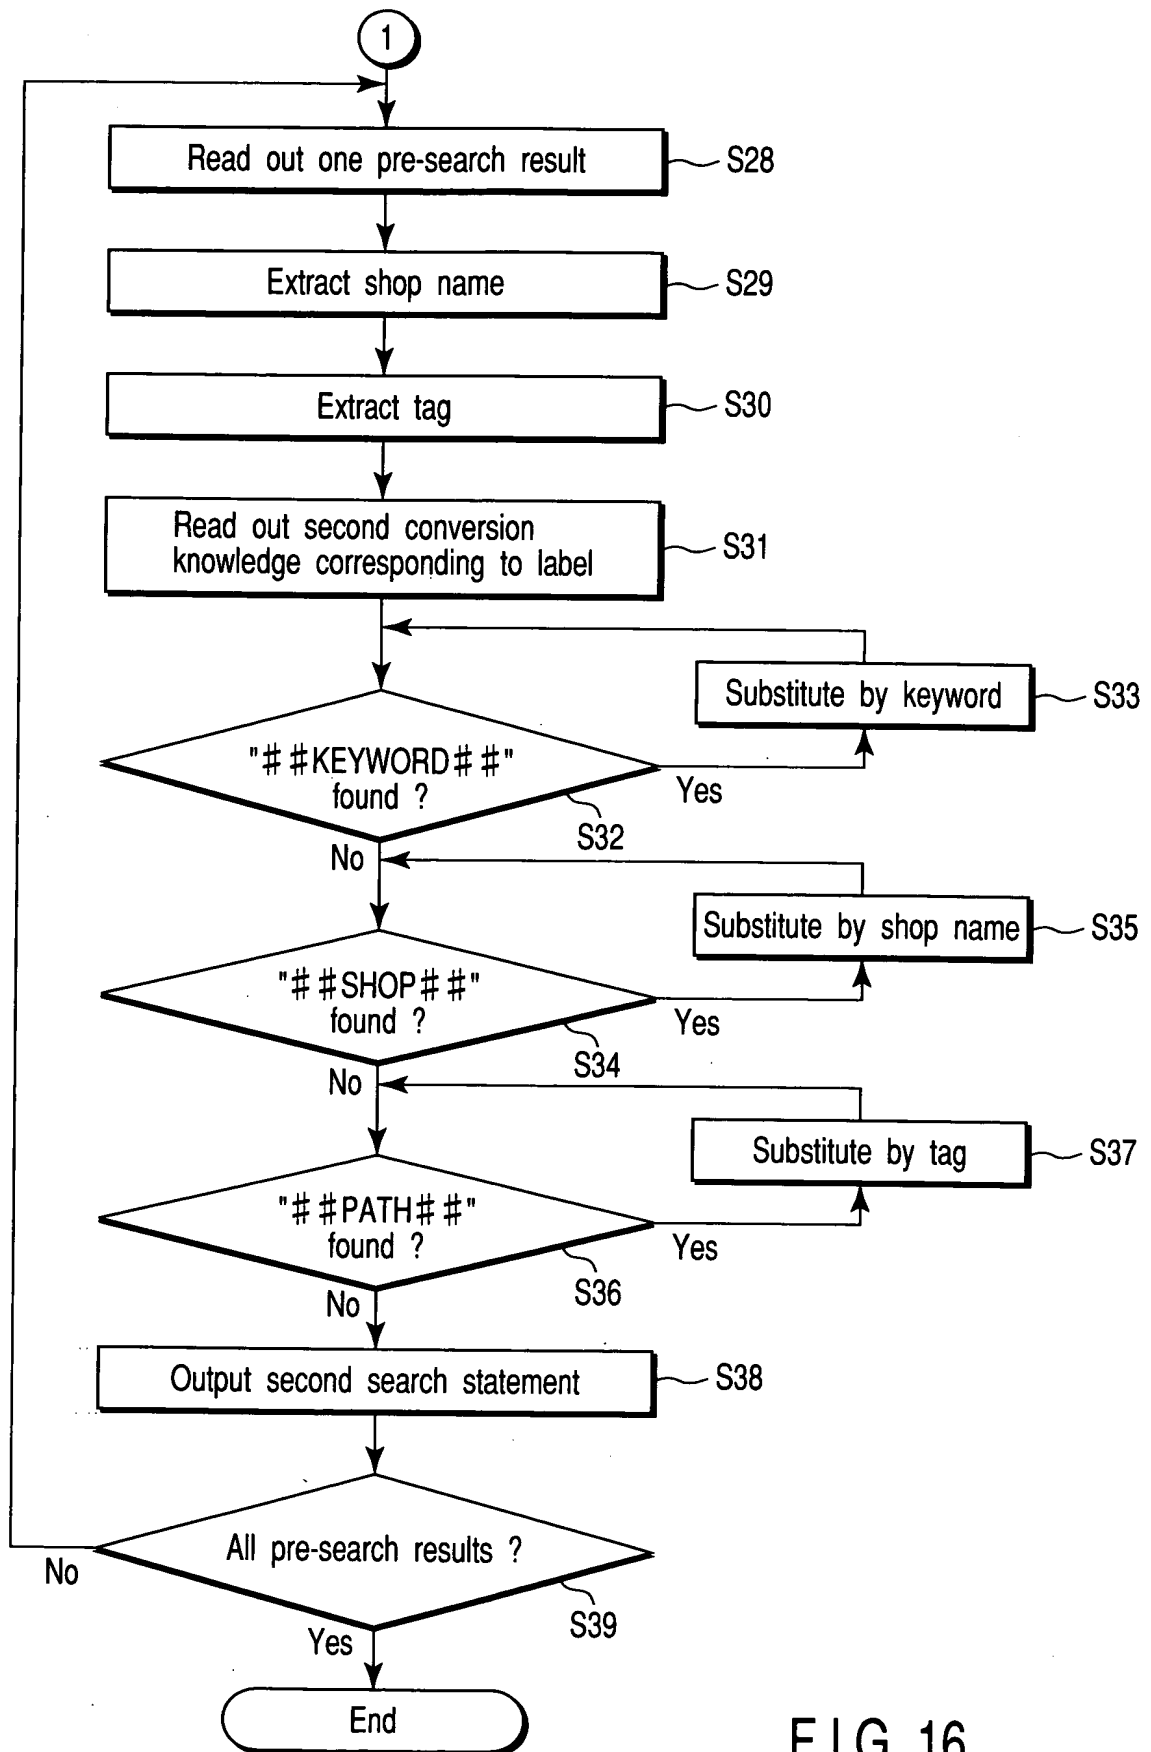 1
Read out one pre-search result
S28
Extract shop name
S29
Extract tag
S30
Read out second conversion
knowledge corresponding to label
S31
Substitute by keyword
S33
"##KEYWORD##"
found ?
Yes
S32
No
Substitute by shop name
S35
"##SHOP##"
found ?
Yes
S34
No
Substitute by tag
S37
"##PATH##"
found ?
Yes
S36
No
Output second search statement
S38
All pre-search results ?
No
S39
Yes
End
FIG. 16